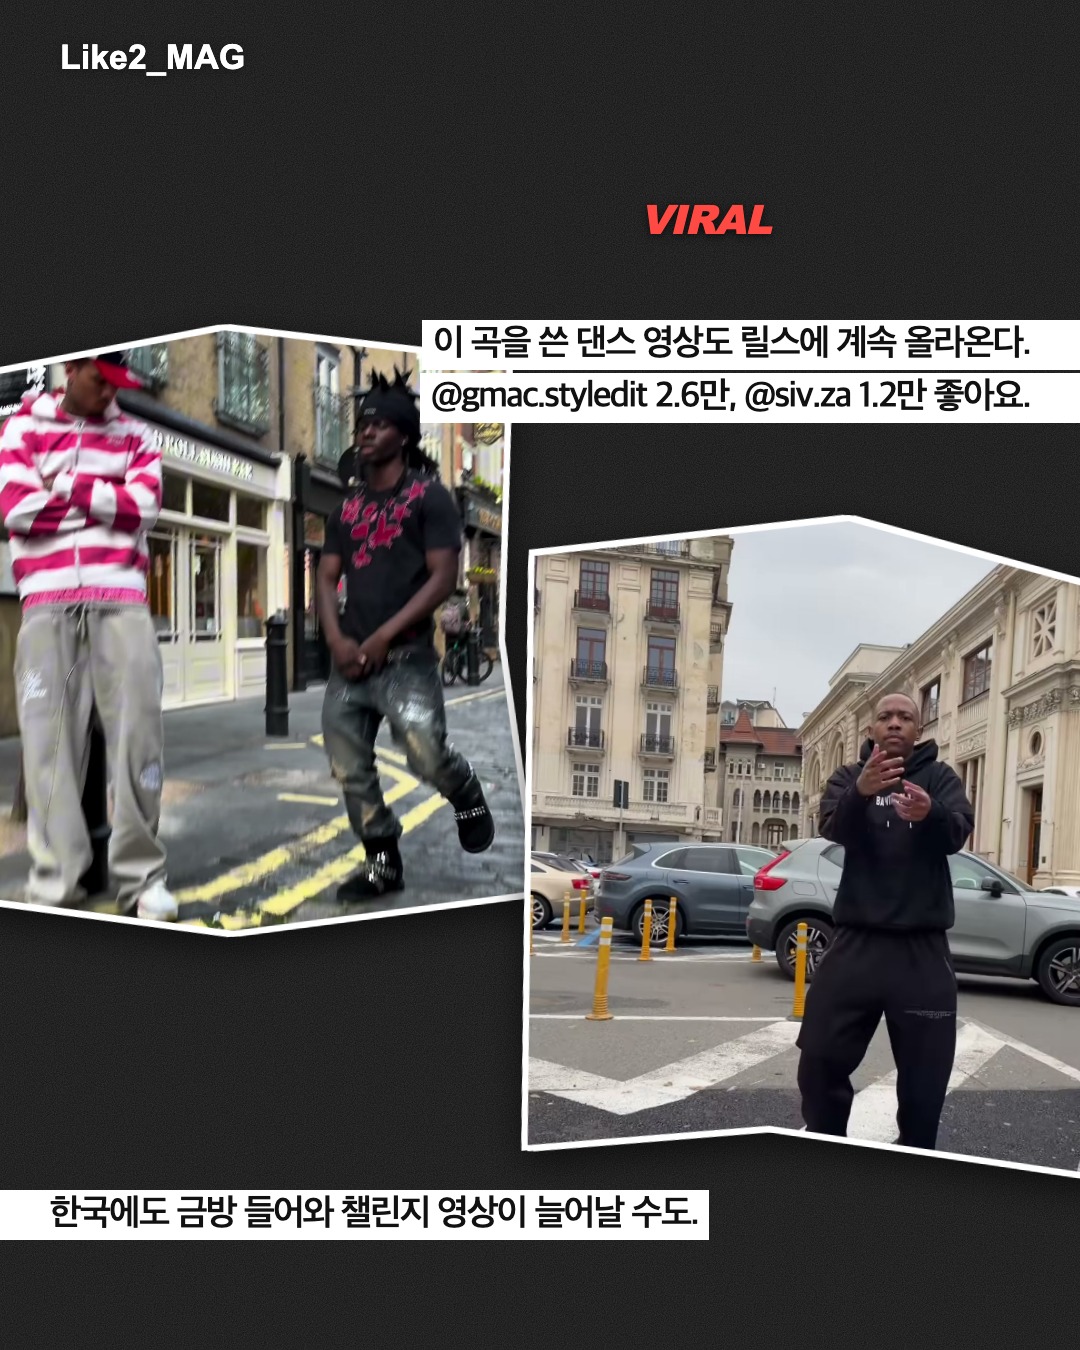 Like2_MAG
VIRAL
이 곡을 쓴 댄스 영상도 릴스에 계속 올라온다.
@gmac.styledit 2.6만, @siv.za 1.2만 좋아요.
한국에도 금방 들어와 챌린지 영상이 늘어날 수도.